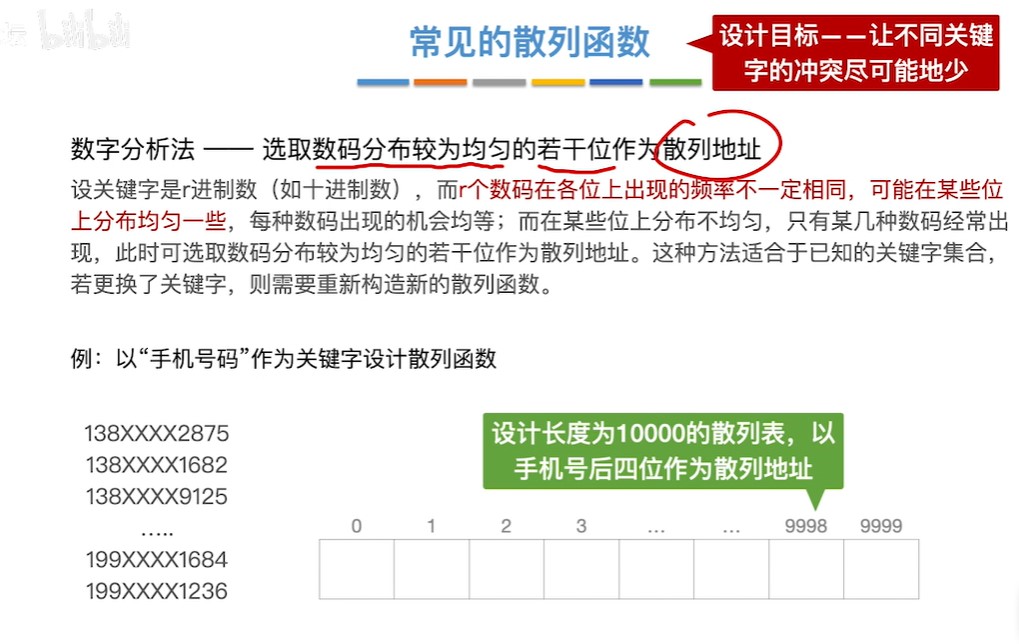 bilibili
常见的散列函数
设计目标——让不同关键
字的冲突尽可能地少
数字分析法 —— 选取数码分布较为均匀的若干位作为散列地址
设关键字是r进制数（如十进制数），而r个数码在各位上出现的频率不一定相同，可能在某些位
上分布均匀一些，每种数码出现的机会均等；而在某些位上分布不均匀，只有某几种数码经常出
现，此时可选取数码分布较为均匀的若干位作为散列地址。这种方法适合于已知的关键字集合，
若更换了关键字，则需要重新构造新的散列函数。
例：以“手机号码”作为关键字设计散列函数
138XXXX2875
138XXXX1682
138XXXX9125
…..
199XXXX1684
199XXXX1236
设计长度为10000的散列表，以
手机号后四位作为散列地址
0 1 2 3 … … 9998 9999